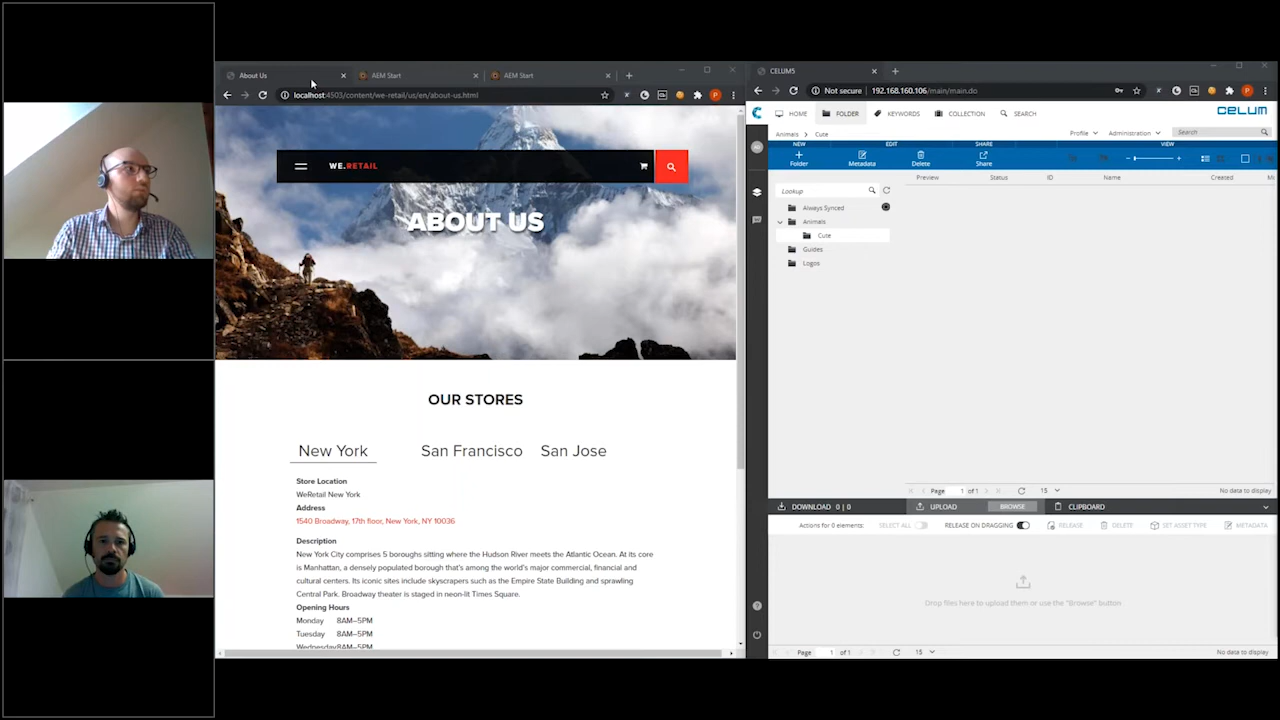 About Us
AEM Start
AEM Start
localhost:4503/content/we-retail/us/en/about-us.html
WE.RETAIL
ABOUT US
OUR STORES
New York San Francisco San Jose
Store Location
WeRetail New York
Address
1540 Broadway, 17th floor, New York, NY 10036
Description
New York City comprises 5 boroughs sitting where the Hudson River meets the Atlantic Ocean. At its core
is Manhattan, a densely populated borough that's among the world's major commercial, financial and
cultural centers. Its iconic sites include skyscrapers such as the Empire State Building and sprawling
Central Park. Broadway theater is staged in neon-lit Times Square.
Opening Hours
Monday 8AM–5PM
Tuesday 8AM–5PM
Wednesday8AM–5PM
CELUM5
Not secure 192.168.160.106/main/main.do
HOME FOLDER KEYWORDS COLLECTION SEARCH CELUM
Animals > Cute Profile Administration Search
NEW EDIT SHARE VIEW
Folder Metadata Delete Share
Lookup
Preview Status ID Name Created Mi
Always Synced
Animals
Cute
Guides
Logos
Page 1 of 1 15 No data to display
DOWNLOAD 0 | 0 UPLOAD BROWSE CLIPBOARD
Actions for 0 elements: SELECT ALL RELEASE ON DRAGGING RELEASE DELETE SET ASSET TYPE METADATA
Drop files here to upload them or use the "Browse" button
Page 1 of 1 15 No data to display